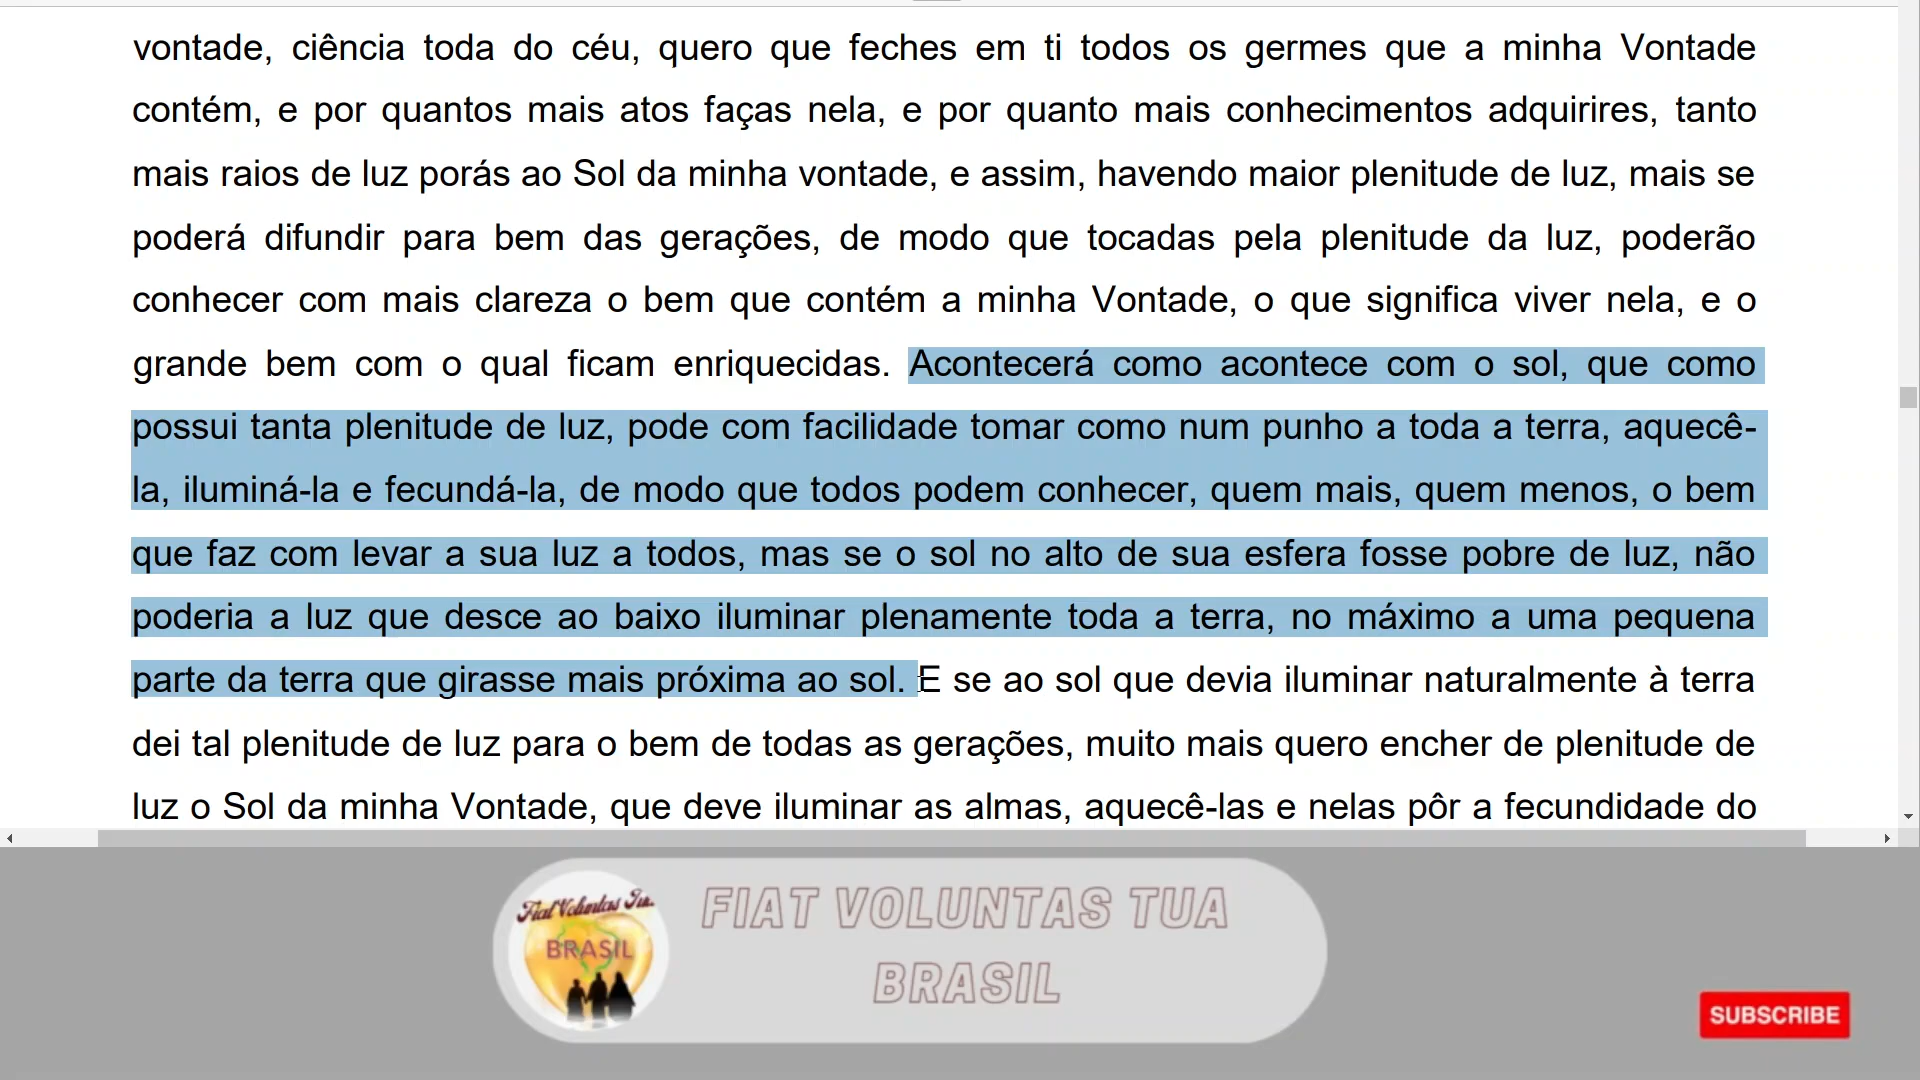 vontade, ciência toda do céu, quero que feches em ti todos os germes que a minha Vontade
contém, e por quantos mais atos faças nela, e por quanto mais conhecimentos adquirires, tanto
mais raios de luz porás ao Sol da minha vontade, e assim, havendo maior plenitude de luz, mais se
poderá difundir para bem das gerações, de modo que tocadas pela plenitude da luz, poderão
conhecer com mais clareza o bem que contém a minha Vontade, o que significa viver nela, e o
grande bem com o qual ficam enriquecidas. Acontecerá como acontece com o sol, que como
possui tanta plenitude de luz, pode com facilidade tomar como num punho a toda a terra, aquecê-
la, iluminá-la e fecundá-la, de modo que todos podem conhecer, quem mais, quem menos, o bem
que faz com levar a sua luz a todos, mas se o sol no alto de sua esfera fosse pobre de luz, não
poderia a luz que desce ao baixo iluminar plenamente toda a terra, no máximo a uma pequena
parte da terra que girasse mais próxima ao sol. E se ao sol que devia iluminar naturalmente à terra
dei tal plenitude de luz para o bem de todas as gerações, muito mais quero encher de plenitude de
luz o Sol da minha Vontade, que deve iluminar as almas, aquecê-las e nelas pôr a fecundidade do
Fiat Voluntas Tua
BRASIL
FIAT VOLUNTAS TUA
BRASIL
SUBSCRIBE